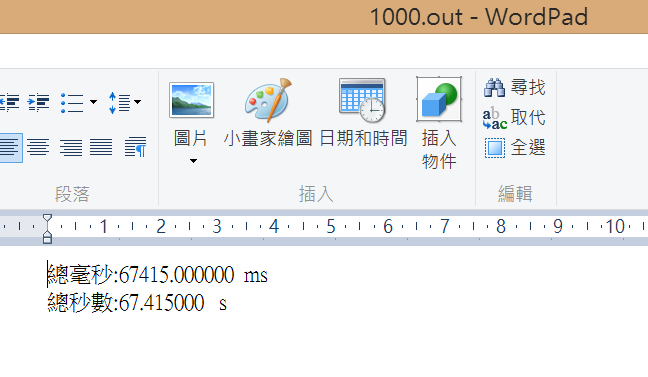 1000.out - WordPad
圖片
小畫家繪圖
日期和時間
插入
物件
尋找
取代
全選
段落
插入
編輯
1 2 3 4 5 6 7 8 9 10
總毫秒:67415.000000 ms
總秒數:67.415000 s